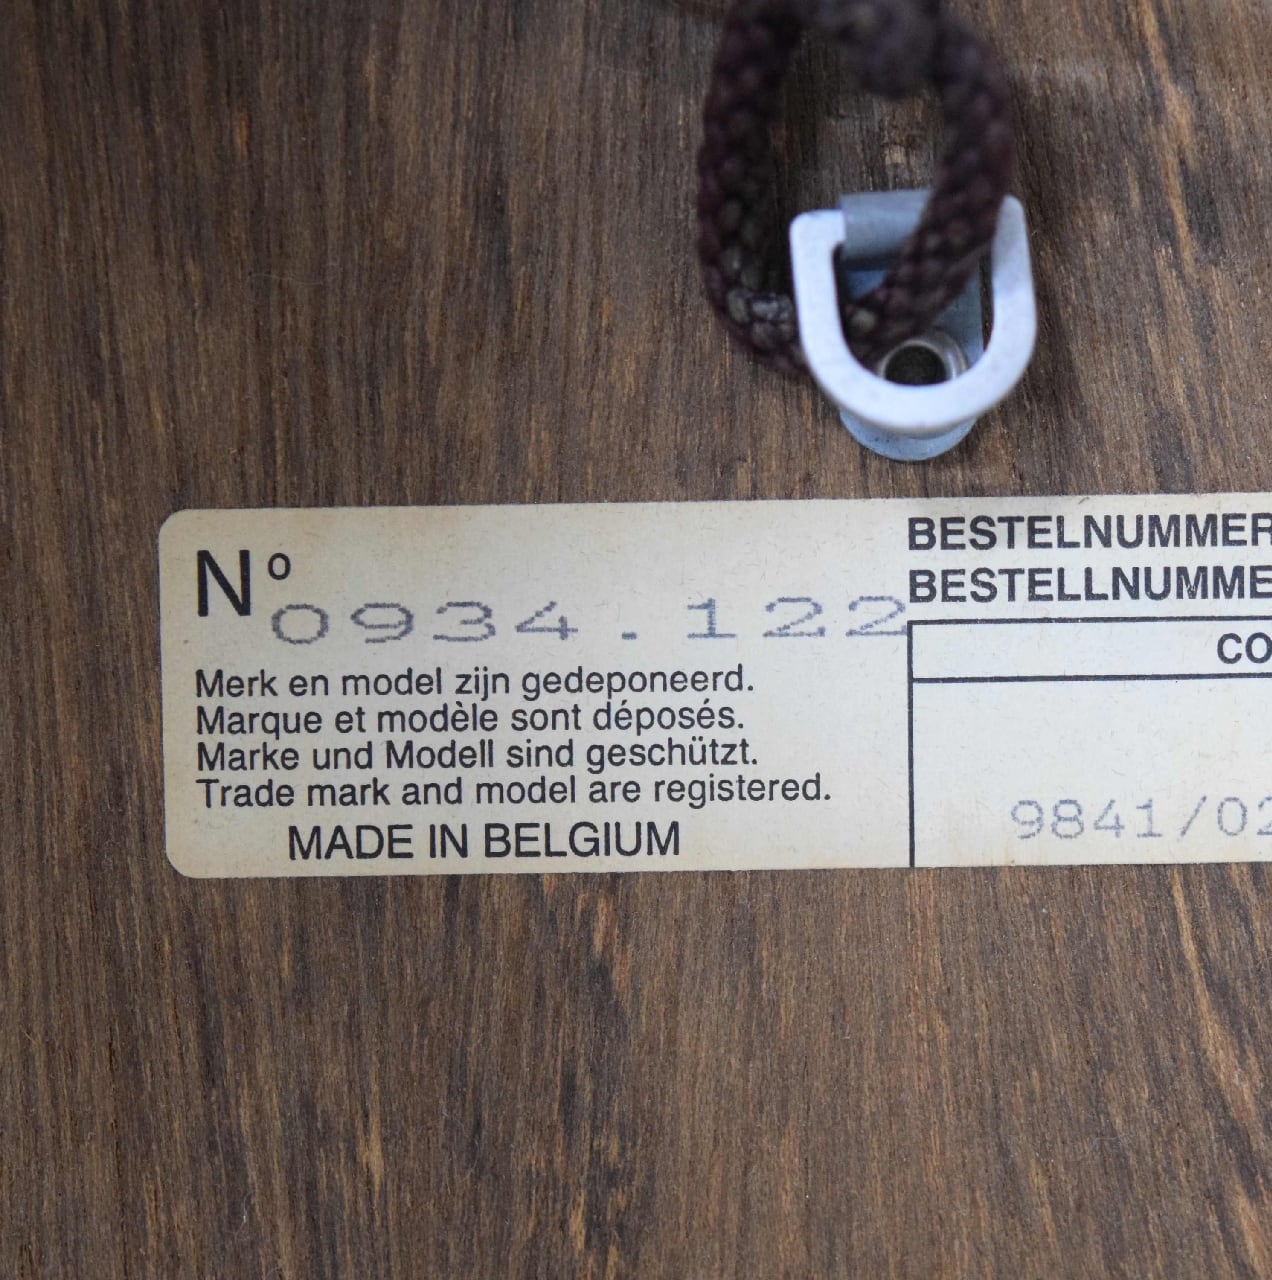 Nº 0934.122
Merk en model zijn gedeponeerd.
Marque et modèle sont déposés.
Marke und Modell sind geschützt.
Trade mark and model are registered.
MADE IN BELGIUM
BESTELNUMMER
BESTELLNUMME
CO
9841/02